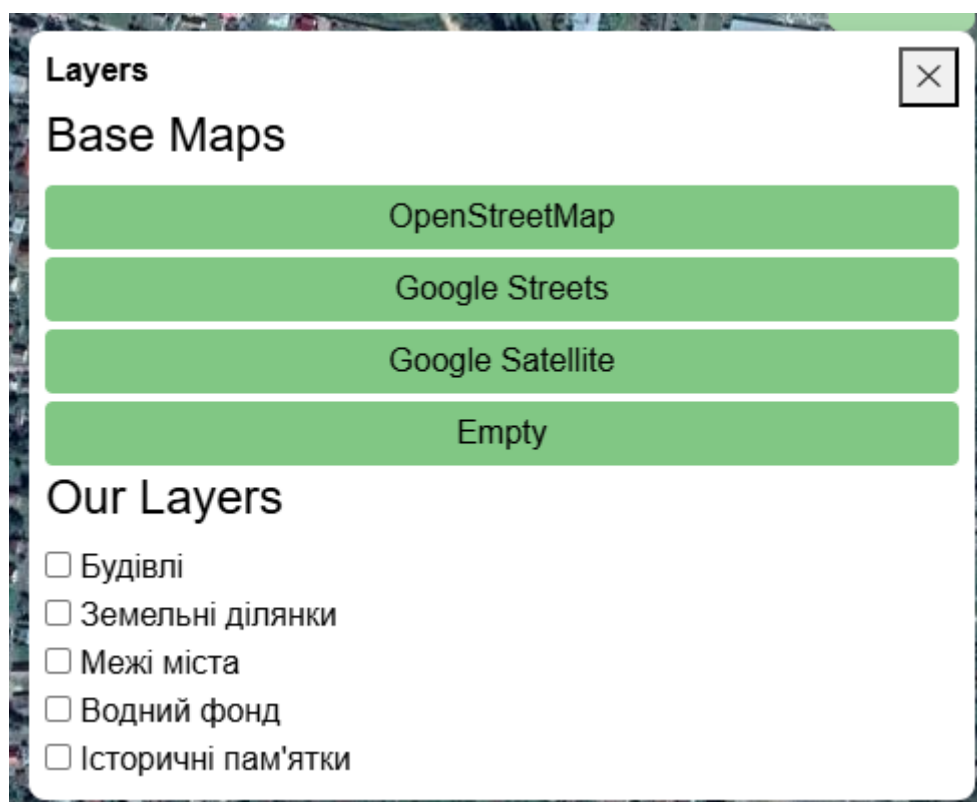 Layers
Base Maps
OpenStreetMap
Google Streets
Google Satellite
Empty
Our Layers
Будівлі
Земельні ділянки
Межі міста
Водний фонд
Історичні пам'ятки